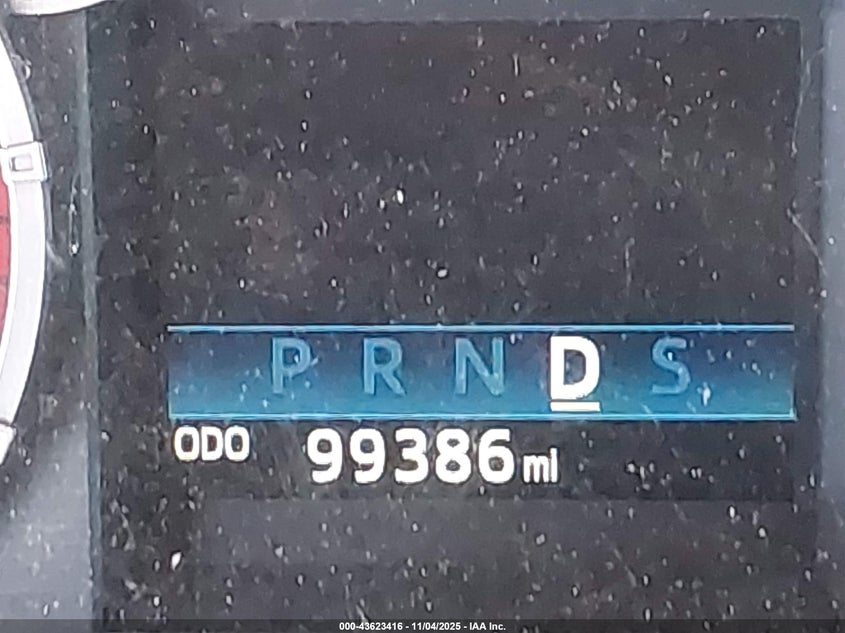 P R N D S
ODO 99386 mi
000-43623416 - 11/04/2025 - IAA Inc.